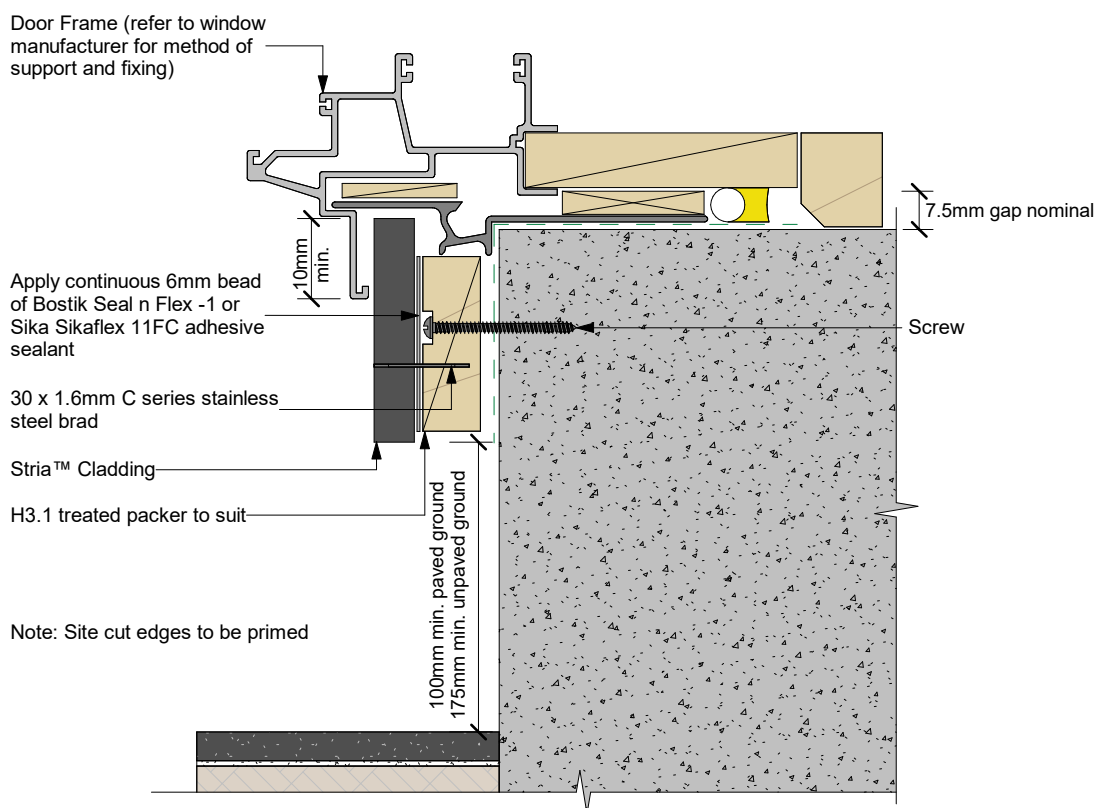 Door Frame (refer to window
manufacturer for method of
support and fixing)
7.5mm gap nominal
10mm
min.
Apply continuous 6mm bead
of Bostik Seal n Flex -1 or
Sika Sikaflex 11FC adhesive
sealant
Screw
30 x 1.6mm C series stainless
steel brad
Stria™ Cladding
H3.1 treated packer to suit
100mm min. paved ground
175mm min. unpaved ground
Note: Site cut edges to be primed